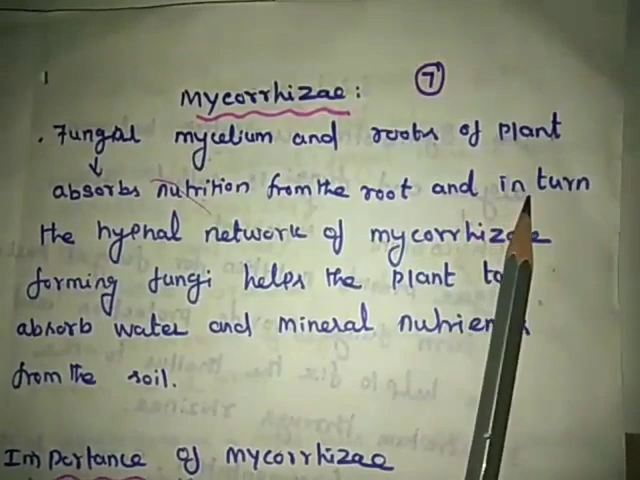 Mycorrhizae: 7
. Fungal mycelium and roots of plant
absorbs nutrition from the root and in turn
the hyphal network of mycorrhizae
forming fungi helps the plant to
absorb water and mineral nutrients
from the soil.
Importance of mycorrhizae